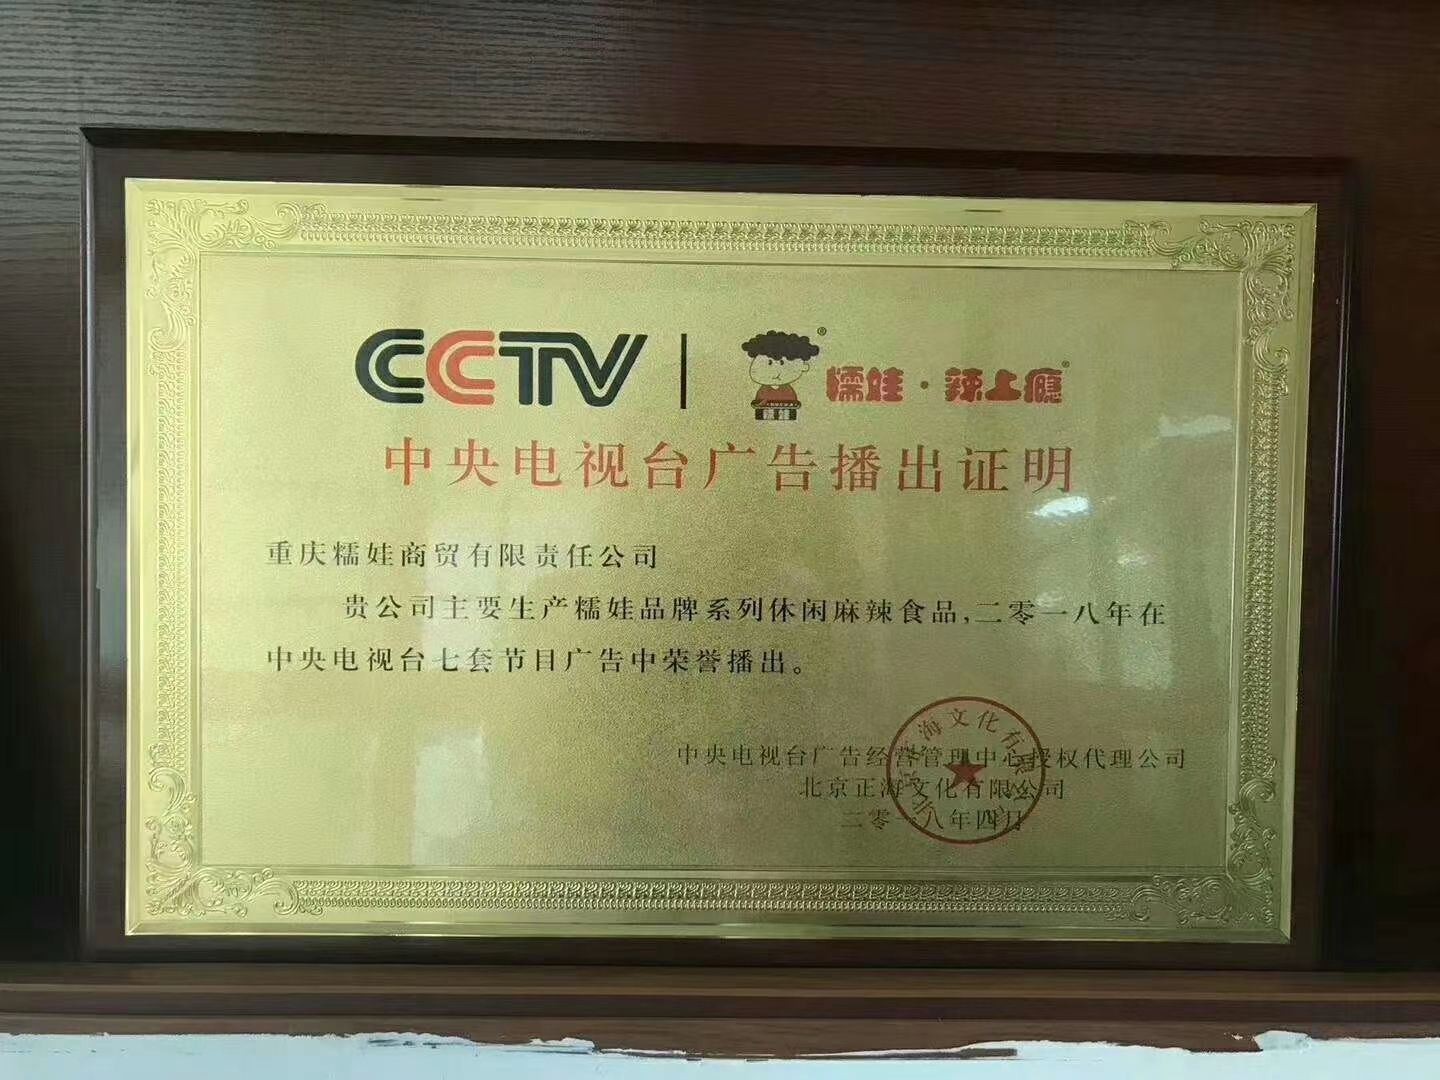 CCTV
糯娃®
糯娃·辣上瘾®
中央电视台广告播出证明
重庆糯娃商贸有限责任公司
贵公司主要生产糯娃品牌系列休闲麻辣食品,二零一八年在
中央电视台七套节目广告中荣誉播出。
中央电视台广告经营管理中心授权代理公司
北京正海文化有限公司
二零一八年四月